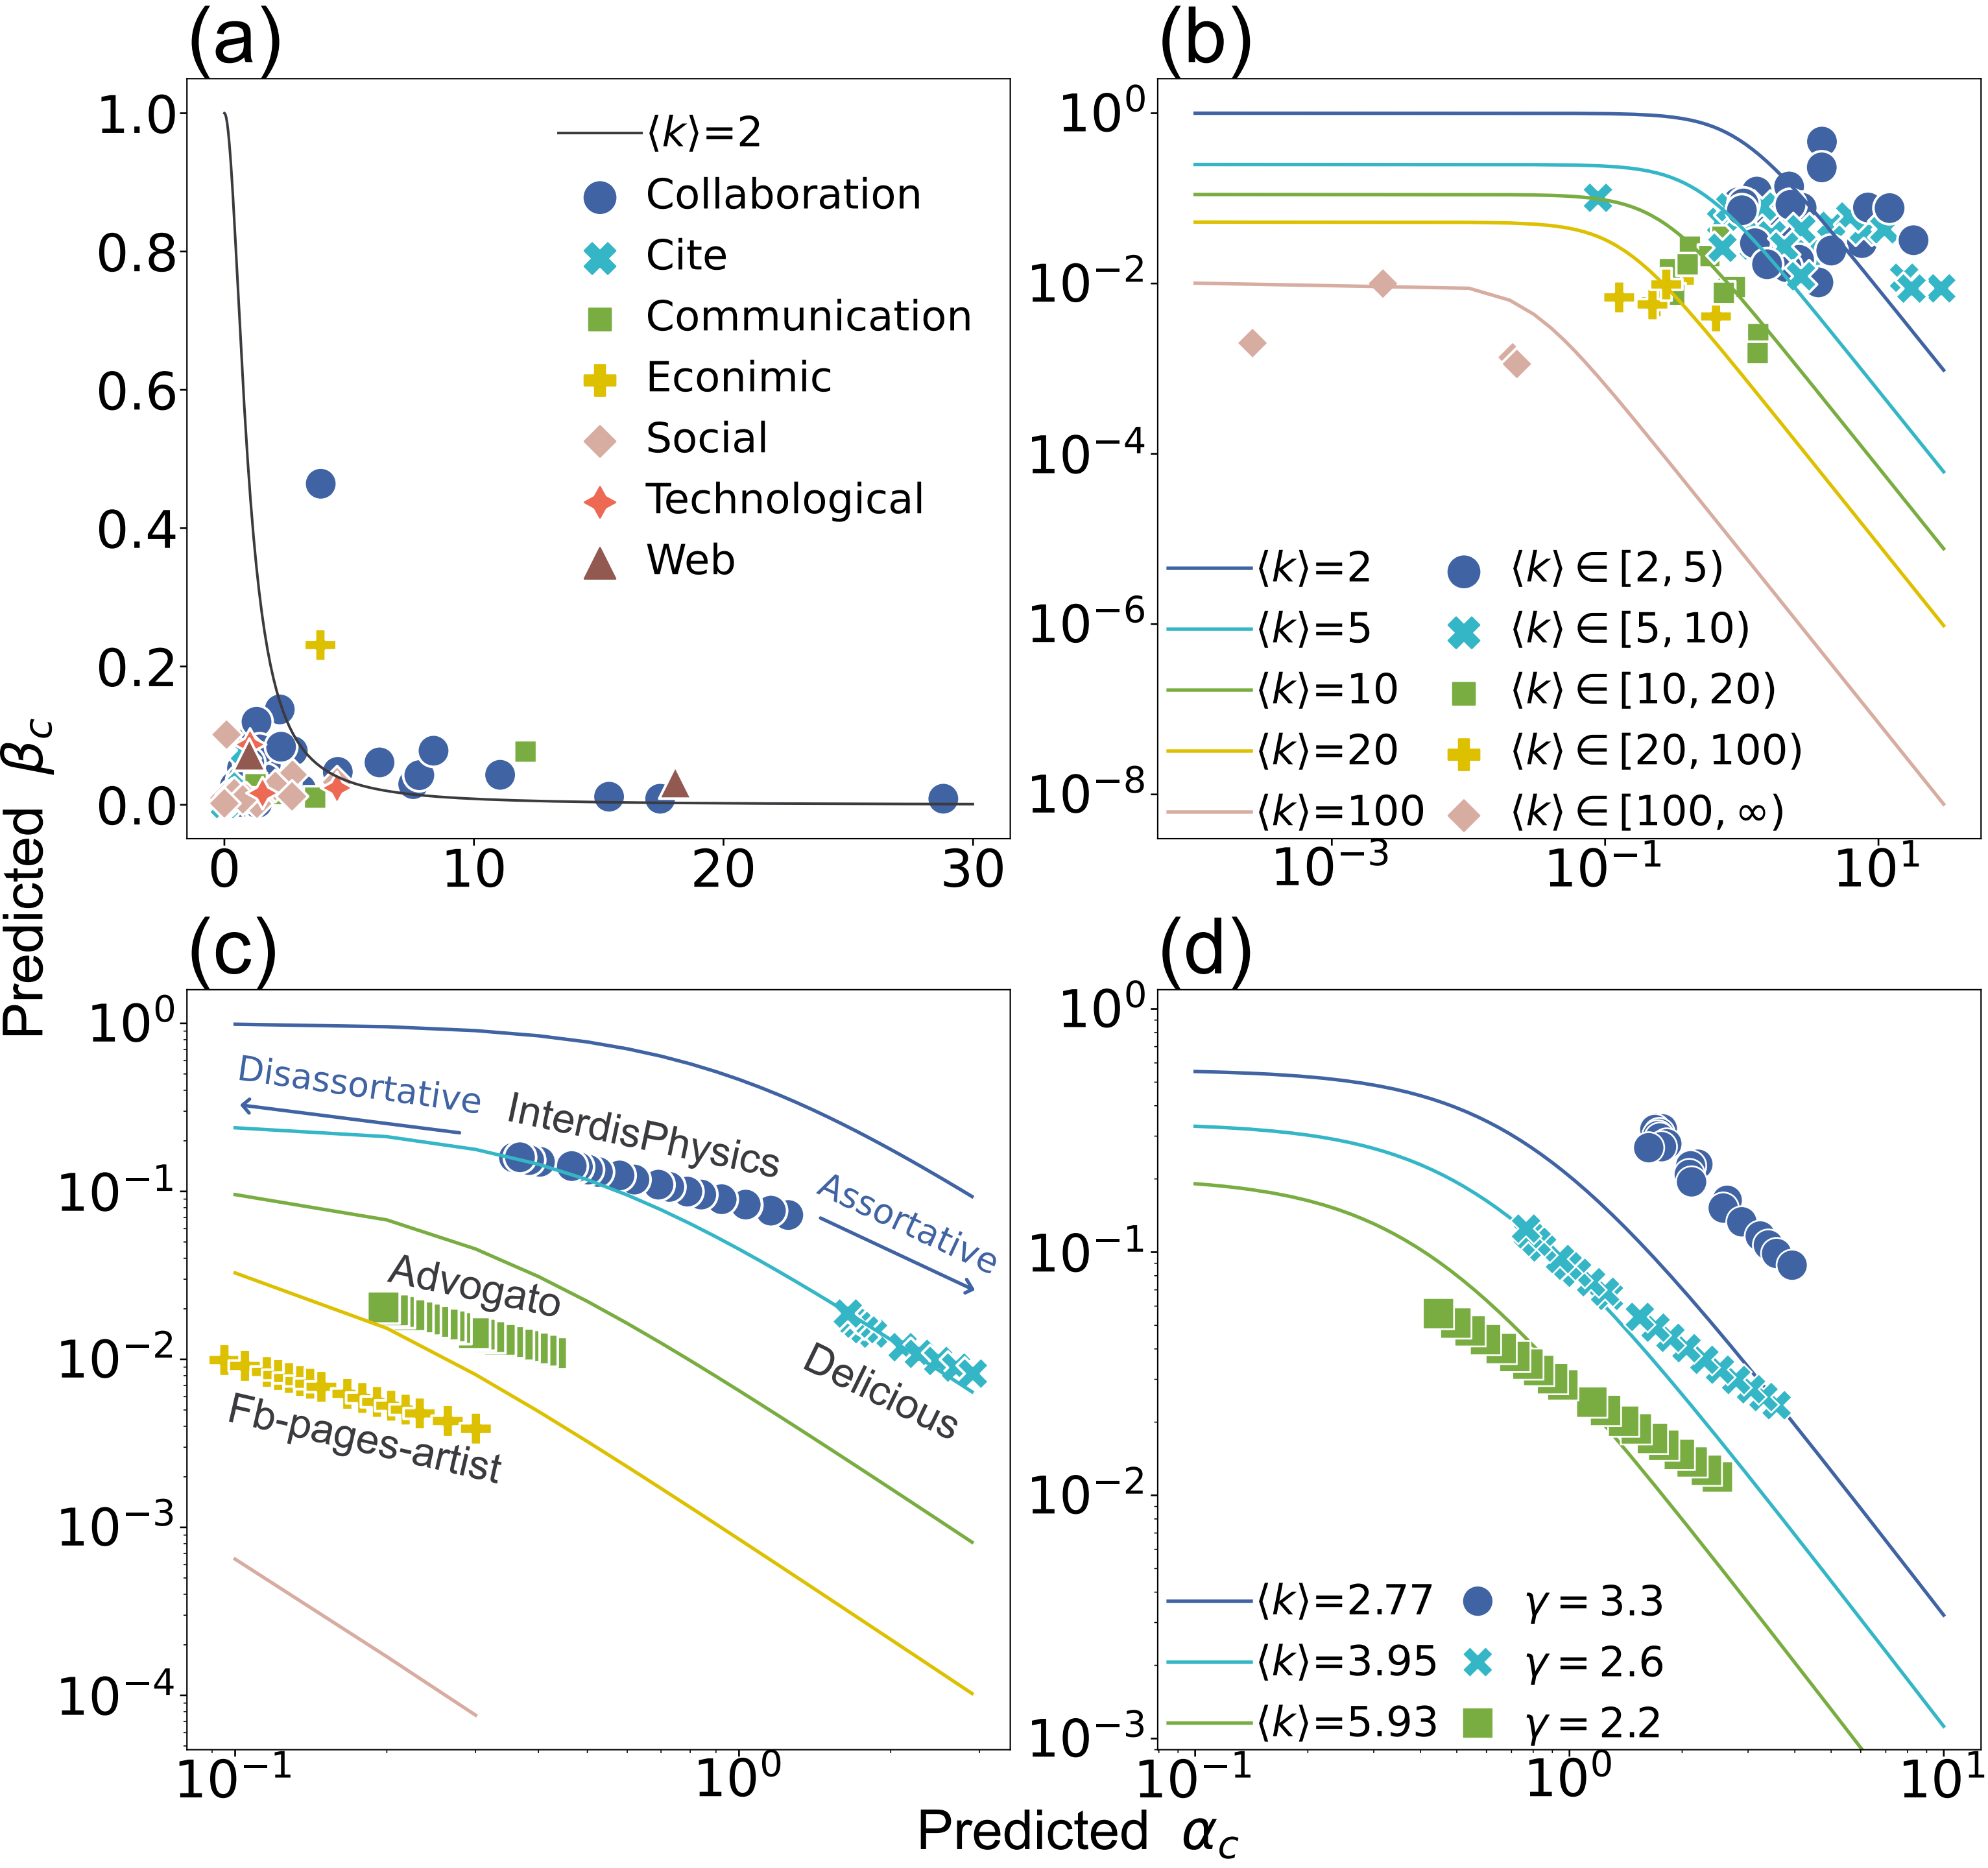 (a)
1.0
0.8
0.6
0.4
0.2
0.0
0
10
20
30
⟨k⟩=2
Collaboration
Cite
Communication
Econimic
Social
Technological
Web
(b)
10⁰
10⁻²
10⁻⁴
10⁻⁶
10⁻⁸
10⁻³
10⁻¹
10¹
⟨k⟩=2
⟨k⟩=5
⟨k⟩=10
⟨k⟩=20
⟨k⟩=100
⟨k⟩ ∈ [2, 5)
⟨k⟩ ∈ [5, 10)
⟨k⟩ ∈ [10, 20)
⟨k⟩ ∈ [20, 100)
⟨k⟩ ∈ [100, ∞)
Predicted β_c
(c)
10⁰
10⁻¹
10⁻²
10⁻³
10⁻⁴
10⁻¹
10⁰
Disassortative
InterdisPhysics
Assortative
Advogato
Delicious
Fb-pages-artist
(d)
10⁰
10⁻¹
10⁻²
10⁻³
10⁻¹
10⁰
10¹
⟨k⟩=2.77
⟨k⟩=3.95
⟨k⟩=5.93
γ = 3.3
γ = 2.6
γ = 2.2
Predicted α_c